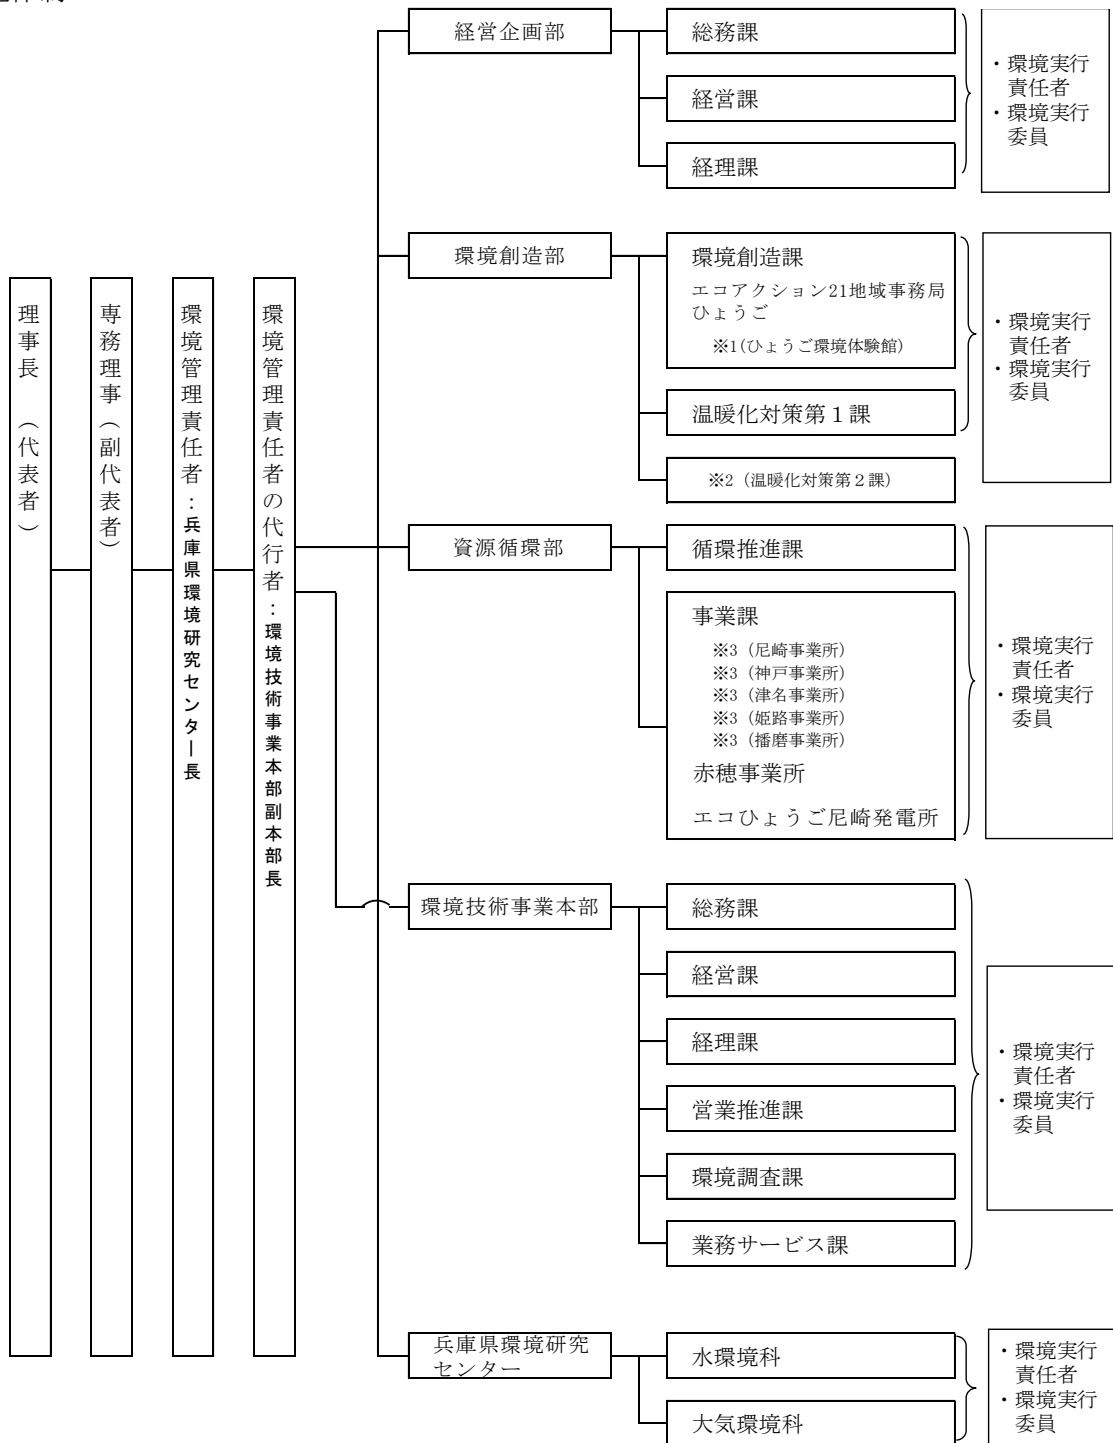 理事長（代表者）
専務理事（副代表者）
環境管理責任者：兵庫県環境研究センター長
環境管理責任者の代行者：環境技術事業本部副本部長
経営企画部
総務課
経営課
経理課
・環境実行
責任者
・環境実行
委員
環境創造部
環境創造課
エコアクション21地域事務局
ひょうご
※1(ひょうご環境体験館)
温暖化対策第１課
※2（温暖化対策第２課）
・環境実行
責任者
・環境実行
委員
資源循環部
循環推進課
事業課
※3（尼崎事業所）
※3（神戸事業所）
※3（津名事業所）
※3（姫路事業所）
※3（播磨事業所）
赤穂事業所
エコひょうご尼崎発電所
・環境実行
責任者
・環境実行
委員
環境技術事業本部
総務課
経営課
経理課
営業推進課
環境調査課
業務サービス課
・環境実行
責任者
・環境実行
委員
兵庫県環境研究
センター
水環境科
大気環境科
・環境実行
責任者
・環境実行
委員